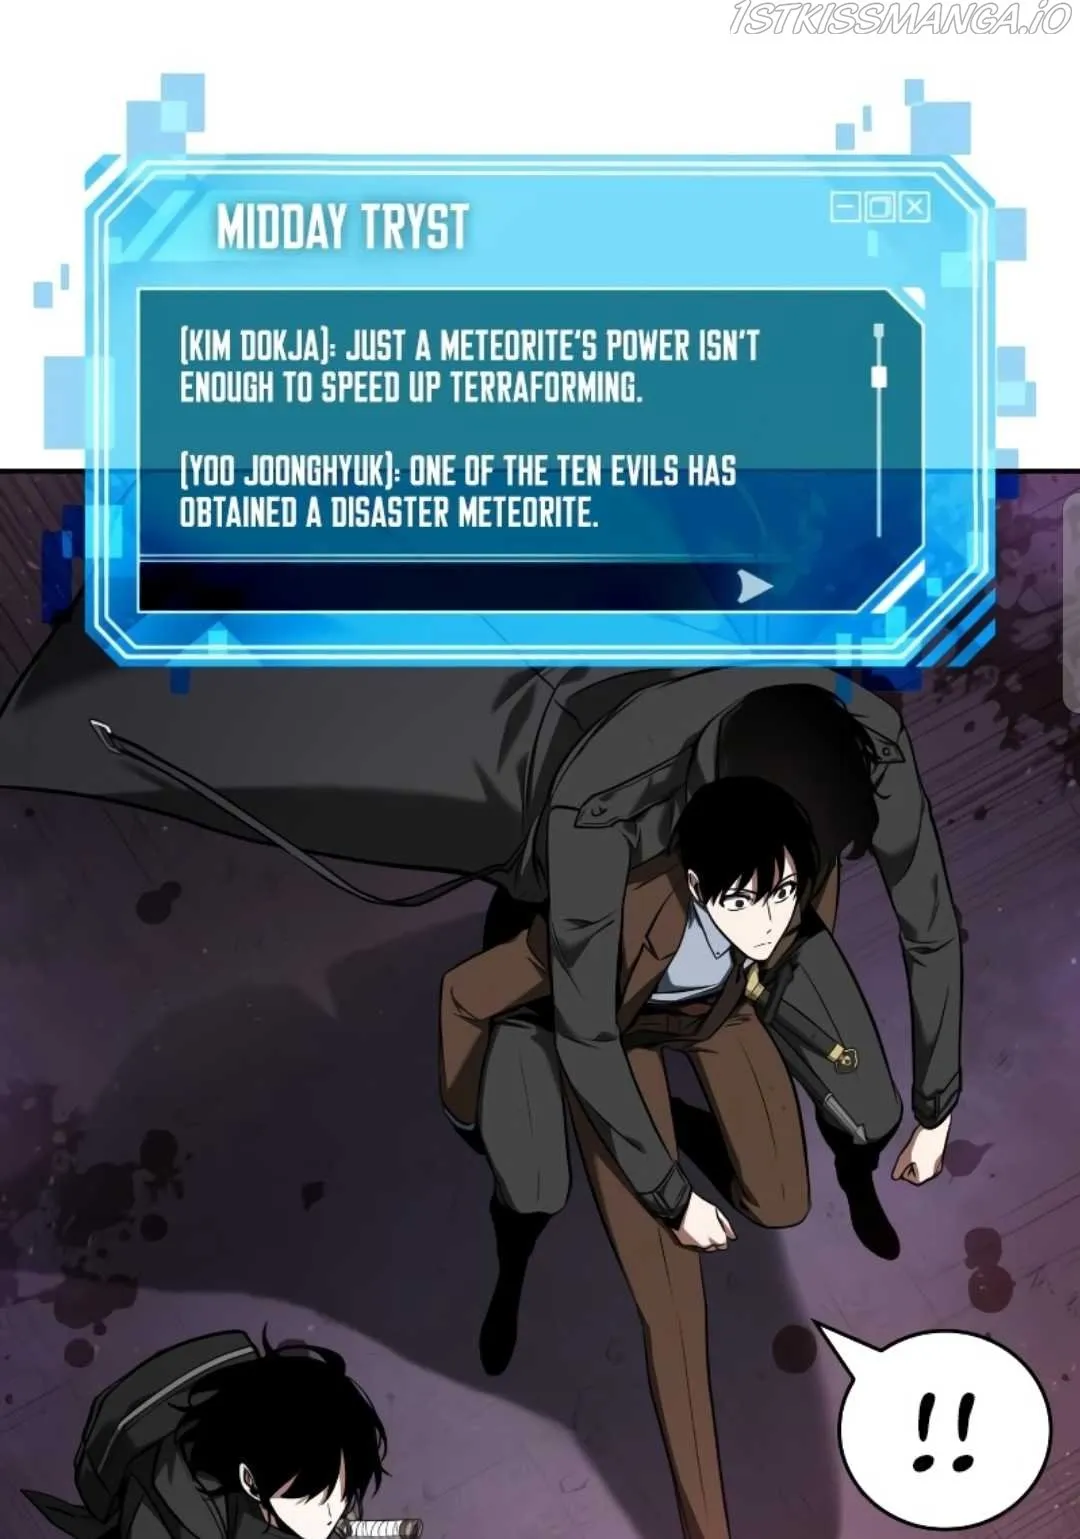 1STKISSMANGA.iO
MIDDAY TRYST
(KIM DOKJA): JUST A METEORITE'S POWER ISN'T
ENOUGH TO SPEED UP TERRAFORMING.
(YOO JOONGHYUK): ONE OF THE TEN EVILS HAS
OBTAINED A DISASTER METEORITE.
!!